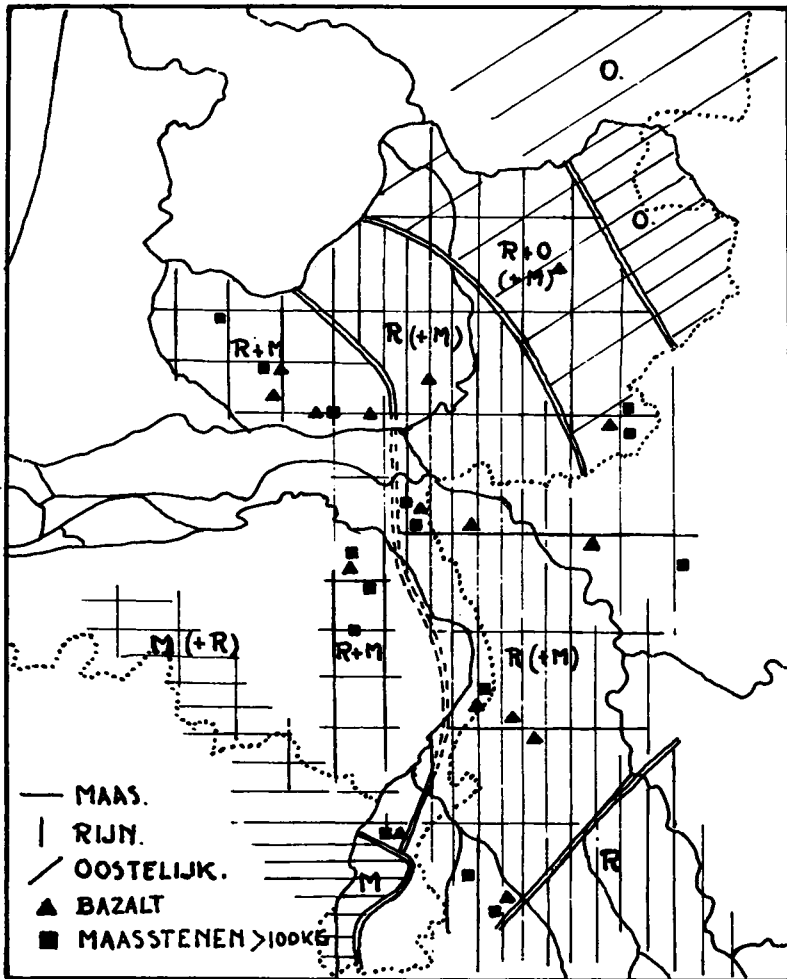 O.
O.
R+O
(+M)
R (+M)
R+M
M (+R)
R+M
R (+M)
R
M
MAAS.
RIJN.
OOSTELIJK.
BAZALT
MAASSTENEN >100KG